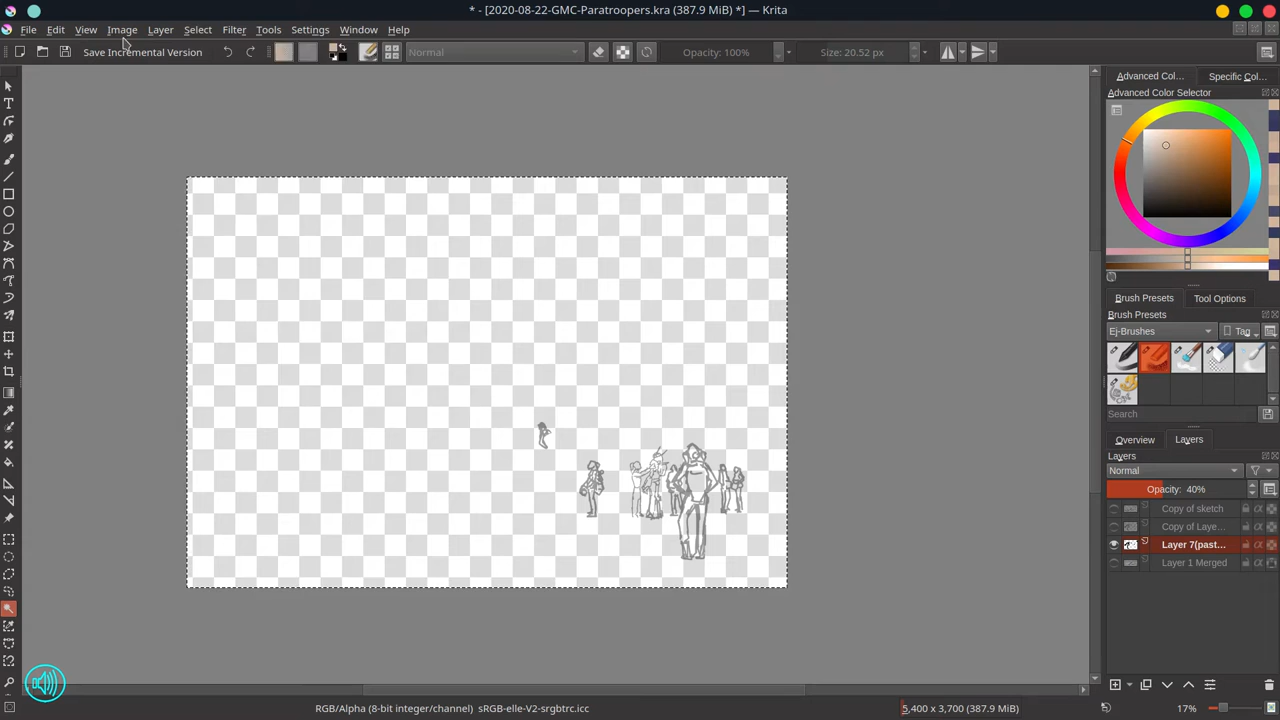 * - [2020-08-22-GMC-Paratroopers.kra (387.9 MiB) *] - Krita
File Edit View Image Layer Select Filter Tools Settings Window Help
Save Incremental Version Normal Opacity: 100% Size: 20.52 px
Advanced Col... Specific Col...
Advanced Color Selector
Brush Presets Tool Options
Brush Presets
Ej-Brushes Tag
Search
Overview Layers
Layers
Normal
Opacity: 40%
Copy of sketch
Copy of Laye...
Layer 7(past...
Layer 1 Merged
RGB/Alpha (8-bit integer/channel) sRGB-elle-V2-srgbtrc.icc 5,400 x 3,700 (387.9 MiB) 17%